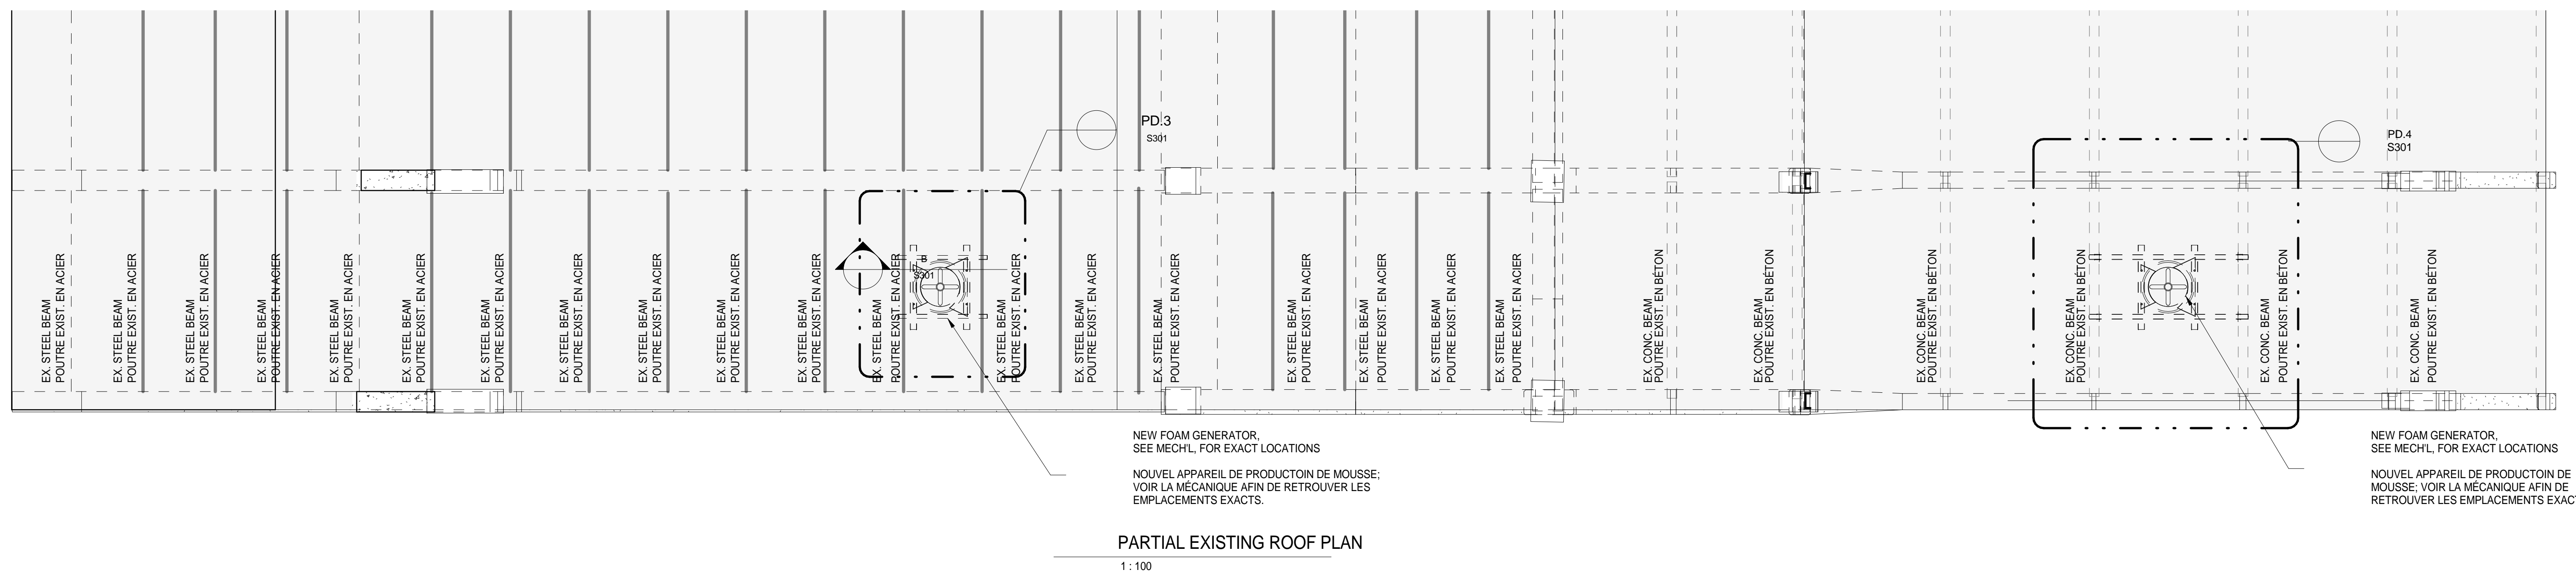 PD.3
S301
PD.4
S301
B
S301
EX. STEEL BEAM
POUTRE EXIST. EN ACIER
EX. STEEL BEAM
POUTRE EXIST. EN ACIER
EX. STEEL BEAM
POUTRE EXIST. EN ACIER
EX. STEEL BEAM
POUTRE EXIST. EN ACIER
EX. STEEL BEAM
POUTRE EXIST. EN ACIER
EX. STEEL BEAM
POUTRE EXIST. EN ACIER
EX. STEEL BEAM
POUTRE EXIST. EN ACIER
EX. STEEL BEAM
POUTRE EXIST. EN ACIER
EX. STEEL BEAM
POUTRE EXIST. EN ACIER
EX. STEEL BEAM
POUTRE EXIST. EN ACIER
EX. STEEL BEAM
POUTRE EXIST. EN ACIER
EX. STEEL BEAM
POUTRE EXIST. EN ACIER
EX. STEEL BEAM
POUTRE EXIST. EN ACIER
EX. STEEL BEAM
POUTRE EXIST. EN ACIER
EX. STEEL BEAM
POUTRE EXIST. EN ACIER
EX. STEEL BEAM
POUTRE EXIST. EN ACIER
EX. STEEL BEAM
POUTRE EXIST. EN ACIER
EX. STEEL BEAM
POUTRE EXIST. EN ACIER
EX. STEEL BEAM
POUTRE EXIST. EN ACIER
EX. CONC. BEAM
POUTRE EXIST. EN BÉTON
EX. CONC. BEAM
POUTRE EXIST. EN BÉTON
EX. CONC. BEAM
POUTRE EXIST. EN BÉTON
EX. CONC. BEAM
POUTRE EXIST. EN BÉTON
EX. CONC. BEAM
POUTRE EXIST. EN BÉTON
EX. CONC. BEAM
POUTRE EXIST. EN BÉTON
NEW FOAM GENERATOR,
SEE MECH'L, FOR EXACT LOCATIONS
NOUVEL APPAREIL DE PRODUCTOIN DE MOUSSE;
VOIR LA MÉCANIQUE AFIN DE RETROUVER LES
EMPLACEMENTS EXACTS.
NEW FOAM GENERATOR,
SEE MECH'L, FOR EXACT LOCATIONS
NOUVEL APPAREIL DE PRODUCTOIN DE
MOUSSE; VOIR LA MÉCANIQUE AFIN DE
RETROUVER LES EMPLACEMENTS EXAC
PARTIAL EXISTING ROOF PLAN
1 : 100